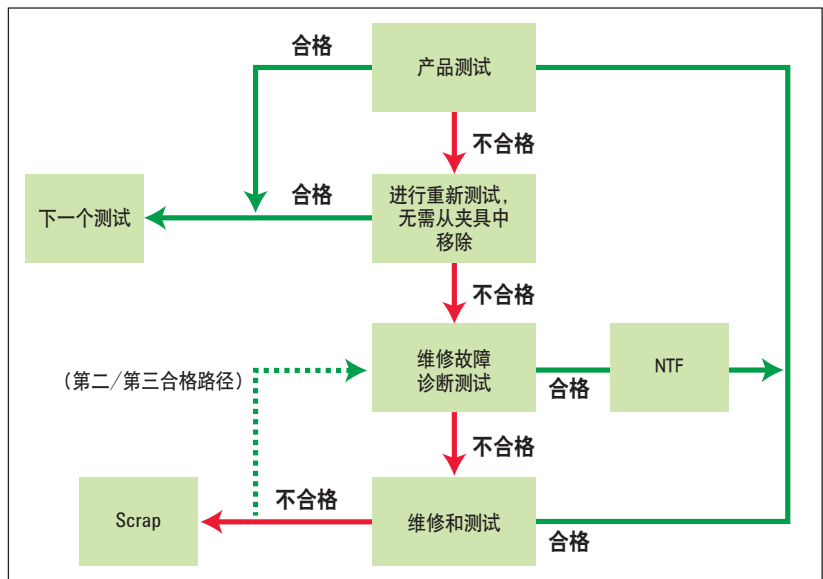 合格
产品测试
不合格
下一个测试
合格
进行重新测试，
无需从夹具中
移除
不合格
（第二/第三合格路径）
维修故障
诊断测试
合格
NTF
不合格
Scrap
不合格
维修和测试
合格